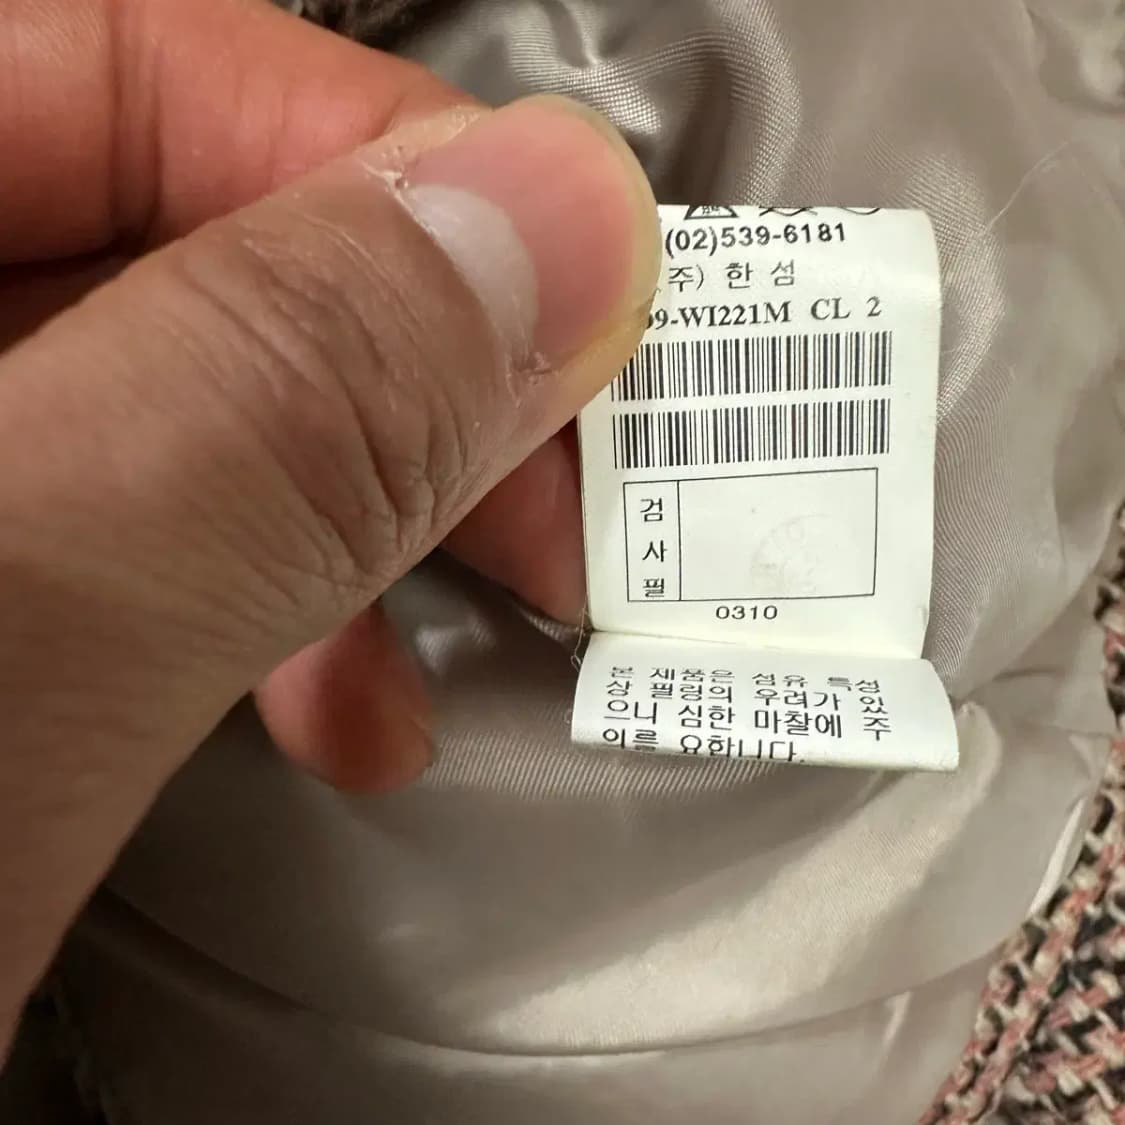 (02)539-6181
주) 한 섬
9-WI221M CL 2
검
사
필
0310
본 제품은 섬유 특성
상 필링의 우려가 있
으니 심한 마찰에 주
의를 요합니다.